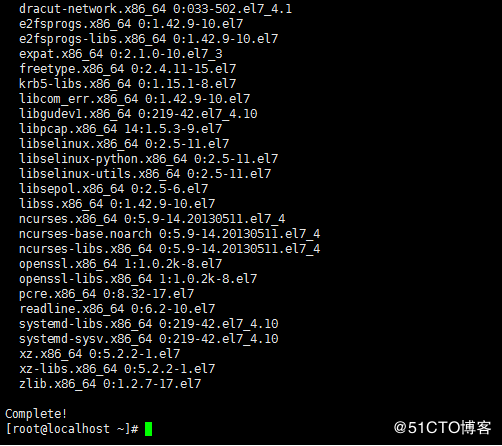 dracut-network.x86_64 0:033-502.el7_4.1
e2fsprogs.x86_64 0:1.42.9-10.el7
e2fsprogs-libs.x86_64 0:1.42.9-10.el7
expat.x86_64 0:2.1.0-10.el7_3
freetype.x86_64 0:2.4.11-15.el7
krb5-libs.x86_64 0:1.15.1-8.el7
libcom_err.x86_64 0:1.42.9-10.el7
libgudev1.x86_64 0:219-42.el7_4.10
libpcap.x86_64 14:1.5.3-9.el7
libselinux.x86_64 0:2.5-11.el7
libselinux-python.x86_64 0:2.5-11.el7
libselinux-utils.x86_64 0:2.5-11.el7
libsepol.x86_64 0:2.5-6.el7
libss.x86_64 0:1.42.9-10.el7
ncurses.x86_64 0:5.9-14.20130511.el7_4
ncurses-base.noarch 0:5.9-14.20130511.el7_4
ncurses-libs.x86_64 0:5.9-14.20130511.el7_4
openssl.x86_64 1:1.0.2k-8.el7
openssl-libs.x86_64 1:1.0.2k-8.el7
pcre.x86_64 0:8.32-17.el7
readline.x86_64 0:6.2-10.el7
systemd-libs.x86_64 0:219-42.el7_4.10
systemd-sysv.x86_64 0:219-42.el7_4.10
xz.x86_64 0:5.2.2-1.el7
xz-libs.x86_64 0:5.2.2-1.el7
zlib.x86_64 0:1.2.7-17.el7
Complete!
[root@localhost ~]#
@51CTO博客